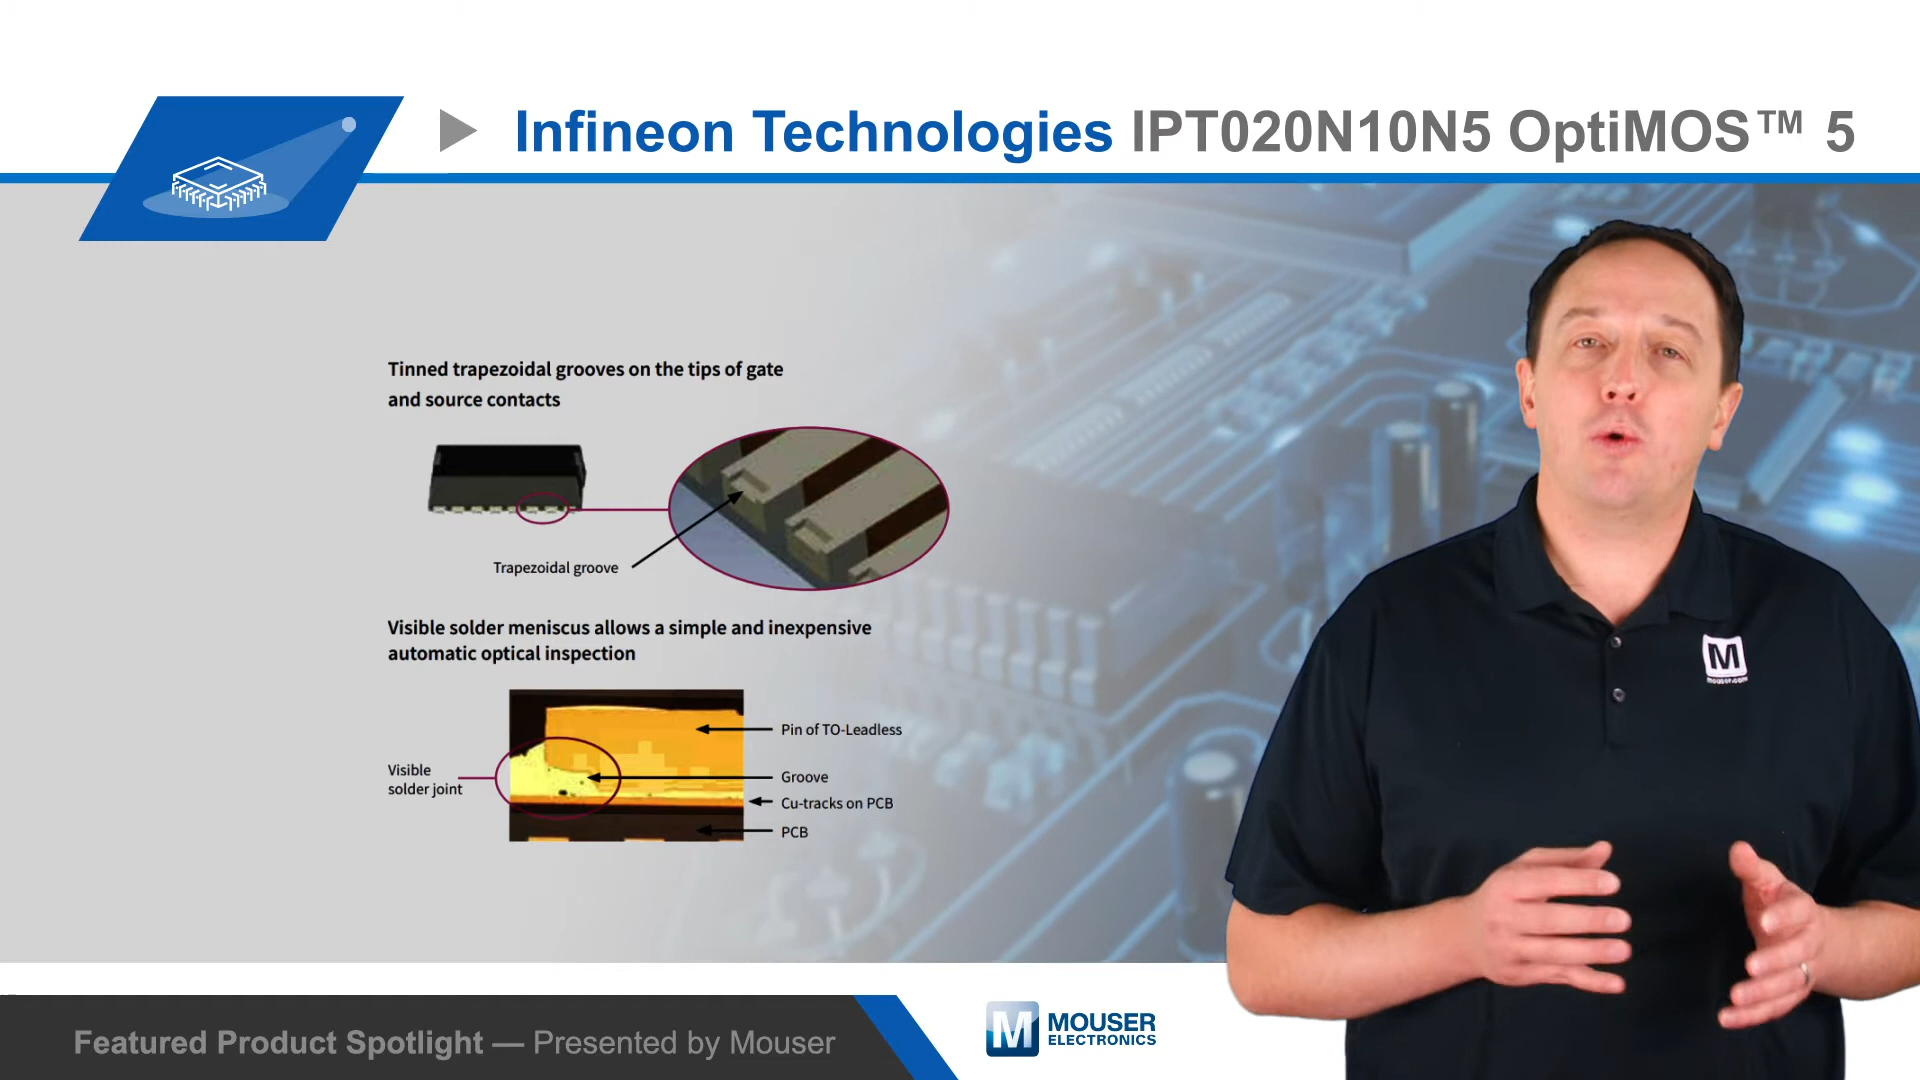 Infineon Technologies IPT020N10N5 OptiMOS™ 5
Tinned trapezoidal grooves on the tips of gate
and source contacts
Trapezoidal groove
Visible solder meniscus allows a simple and inexpensive
automatic optical inspection
Pin of TO-Leadless
Visible
solder joint
Groove
Cu-tracks on PCB
PCB
M
mouser.com
Featured Product Spotlight — Presented by Mouser
M
MOUSER
ELECTRONICS